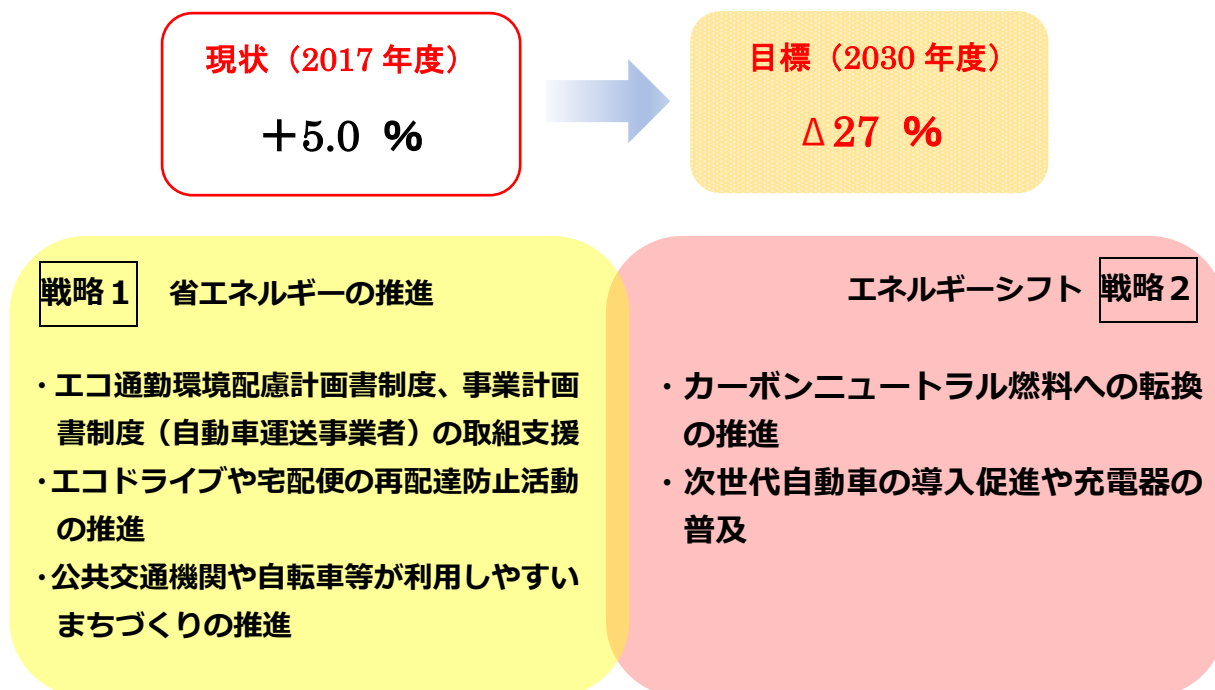 現状（2017 年度）
＋5.0 %
目標（2030 年度）
Δ27 %
戦略１ 省エネルギーの推進
・エコ通勤環境配慮計画書制度、事業計画
書制度（自動車運送事業者）の取組支援
・エコドライブや宅配便の再配達防止活動
の推進
・公共交通機関や自転車等が利用しやすい
まちづくりの推進
エネルギーシフト 戦略２
・カーボンニュートラル燃料への転換
の推進
・次世代自動車の導入促進や充電器の
普及